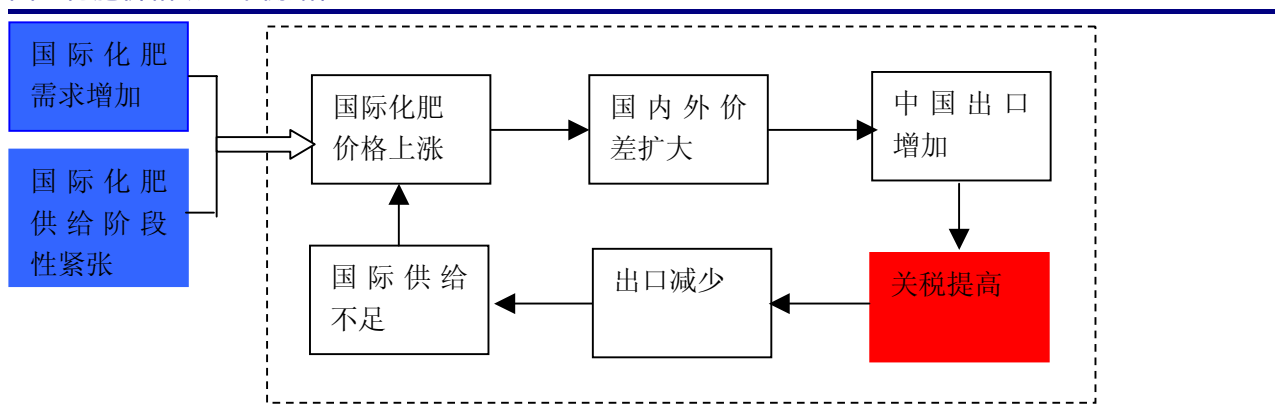 国际化肥
需求增加
国际化肥
供给阶段
性紧张
国际化肥
价格上涨
国内外价
差扩大
中国出口
增加
国际供给
不足
出口减少
关税提高